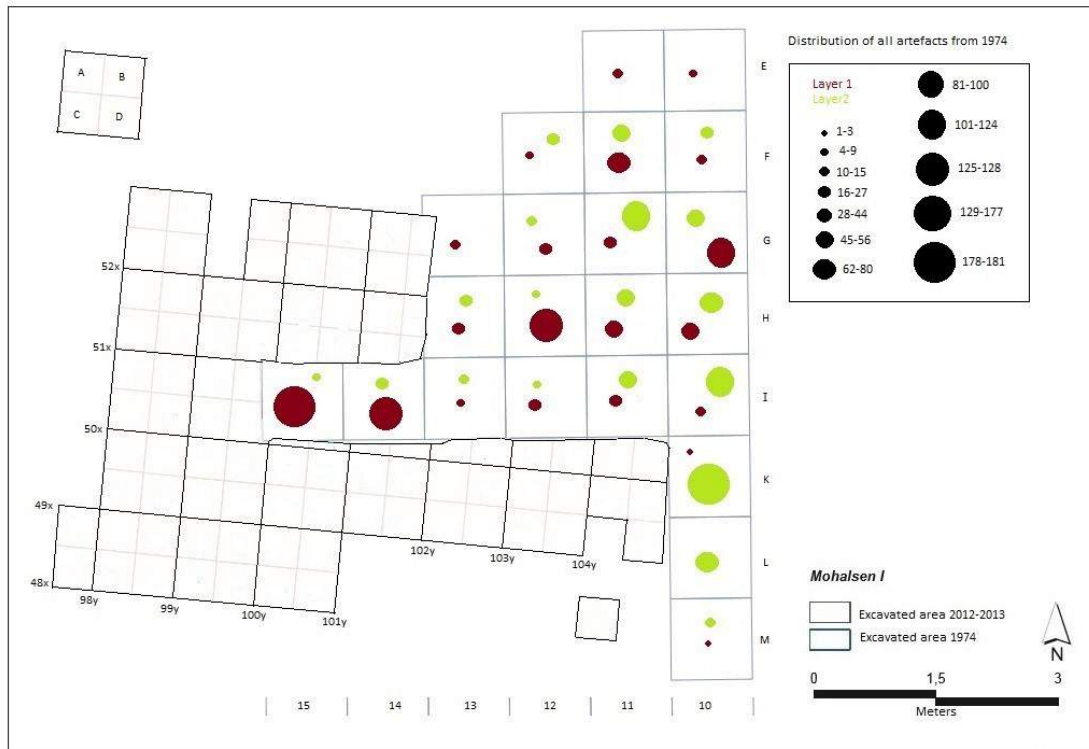 Distribution of all artefacts from 1974
A B
C D
Layer 1
Layer2
1-3
4-9
10-15
16-27
28-44
45-56
62-80
81-100
101-124
125-128
129-177
178-181
E
F
G
H
I
K
L
M
52x
51x
50x
49x
48x
98y
99y
100y
101y
102y
103y
104y
15 14 13 12 11 10
Mohalsen I
Excavated area 2012-2013
Excavated area 1974
N
0 1,5 3
Meters